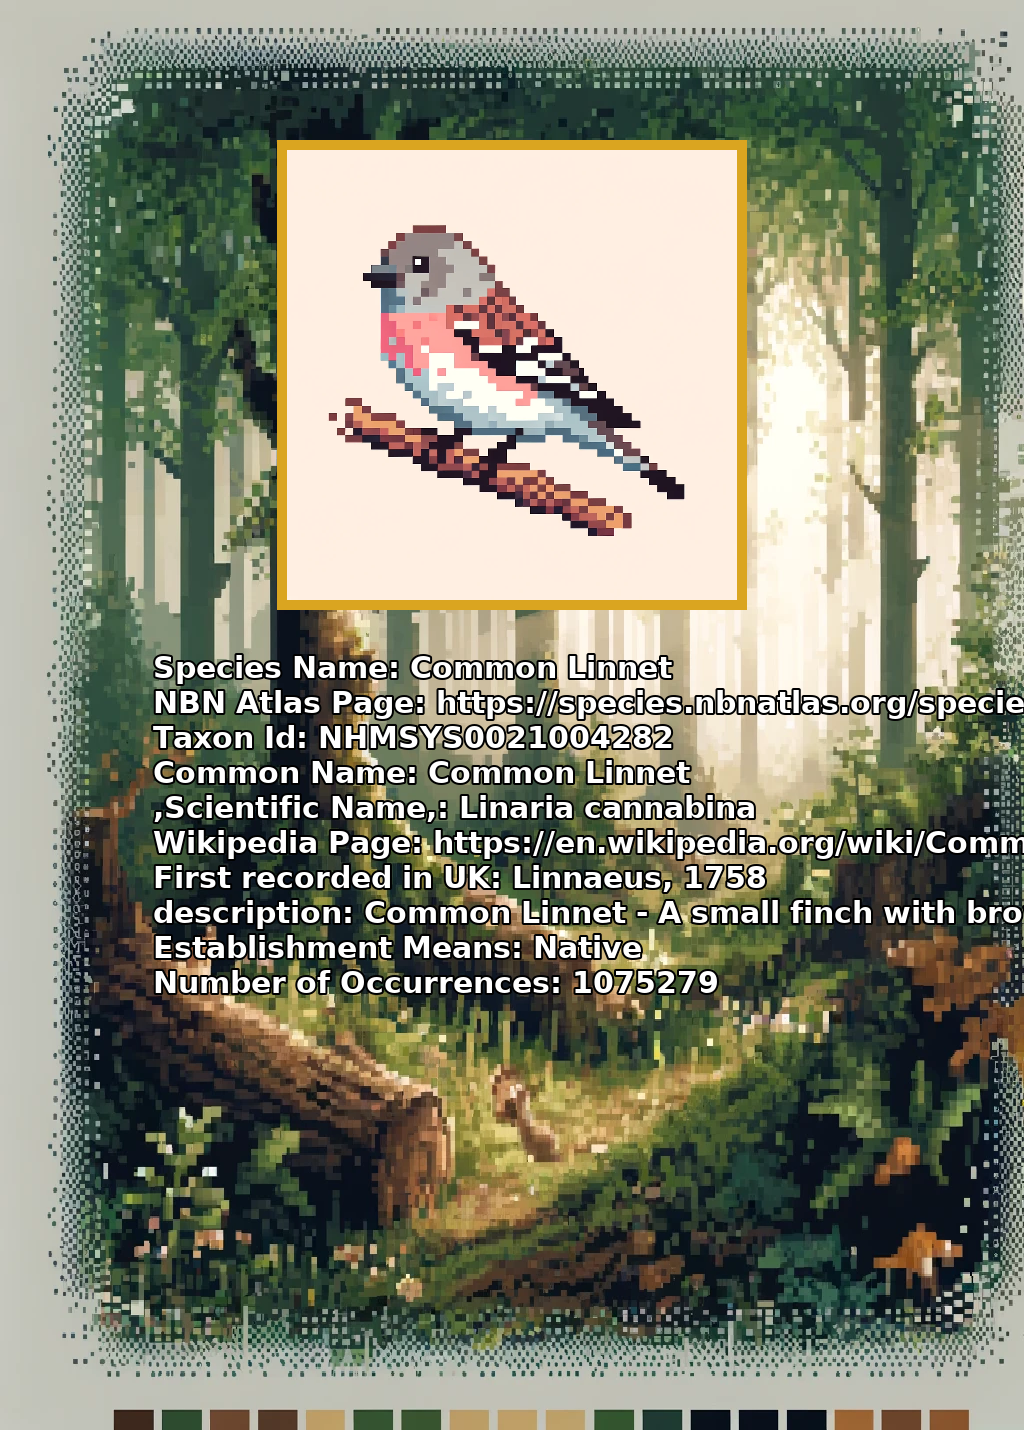 Species Name: Common Linnet
NBN Atlas Page: https://species.nbnatlas.org/specie
Taxon Id: NHMSYS0021004282
Common Name: Common Linnet
,Scientific Name,: Linaria cannabina
Wikipedia Page: https://en.wikipedia.org/wiki/Comm
First recorded in UK: Linnaeus, 1758
description: Common Linnet - A small finch with bro
Establishment Means: Native
Number of Occurrences: 1075279